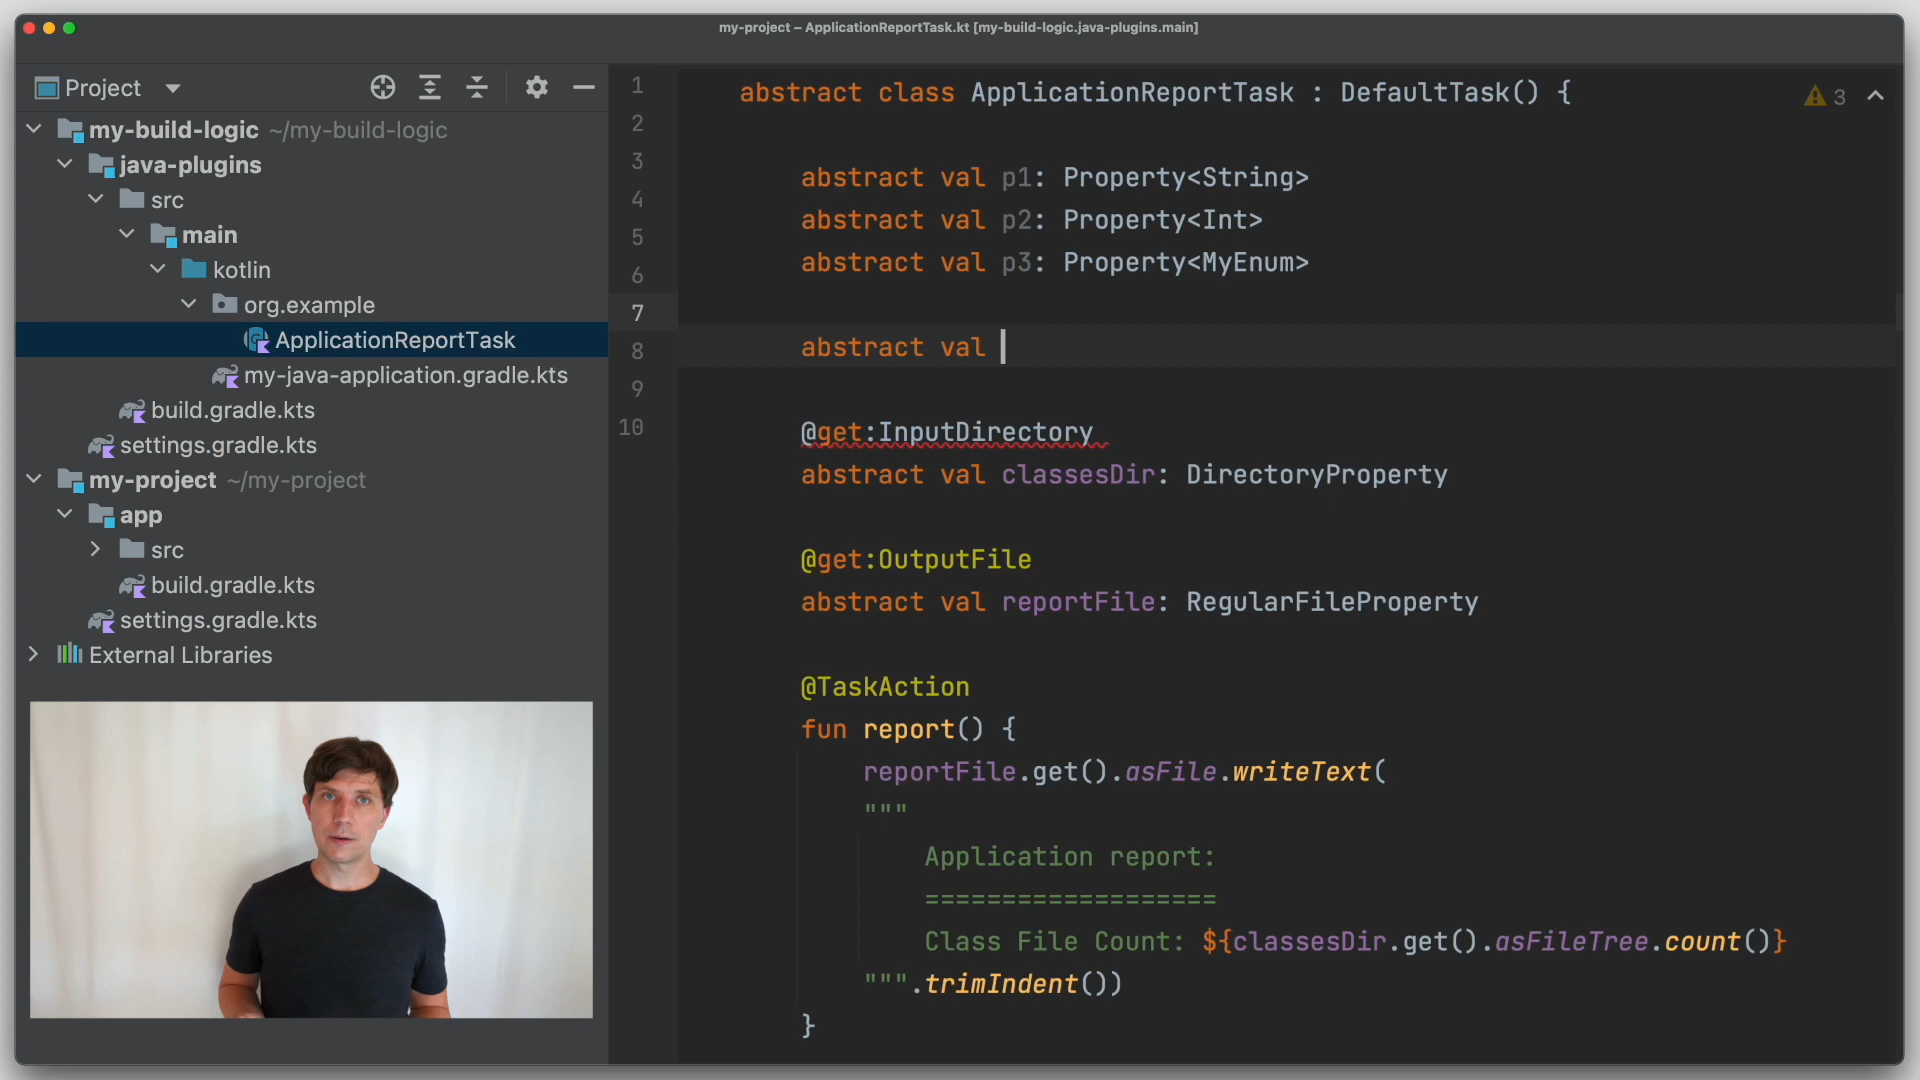 my-project – ApplicationReportTask.kt [my-build-logic.java-plugins.main]
Project
my-build-logic ~/my-build-logic
java-plugins
src
main
kotlin
org.example
ApplicationReportTask
my-java-application.gradle.kts
build.gradle.kts
settings.gradle.kts
my-project ~/my-project
app
src
build.gradle.kts
settings.gradle.kts
External Libraries
1
2
3
4
5
6
7
8
9
10
abstract class ApplicationReportTask : DefaultTask() {
3
abstract val p1: Property<String>
abstract val p2: Property<Int>
abstract val p3: Property<MyEnum>
abstract val
@get:InputDirectory
abstract val classesDir: DirectoryProperty
@get:OutputFile
abstract val reportFile: RegularFileProperty
@TaskAction
fun report() {
reportFile.get().asFile.writeText(
"""
Application report:
===================
Class File Count: ${classesDir.get().asFileTree.count()}
""".trimIndent())
}